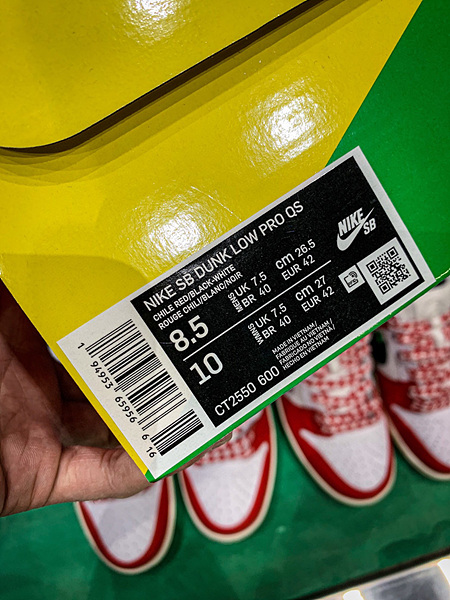 NIKE SB DUNK LOW PRO QS
CHILE RED/BLACK-WHITE
ROUGE CHILI/BLANC/NOIR
NIKE
SB
8.5
UK 7.5 cm 26.5
BR 40 EUR 42
10
UK 7.5 cm 27
BR 40 EUR 42
CT2550 600
MADE IN VIETNAM/
FABRIQUÉ AU VIETNAM/
FABRICADO NO VIETNAM/
HECHO EN VIETNAM
1 94953 65956 6 16